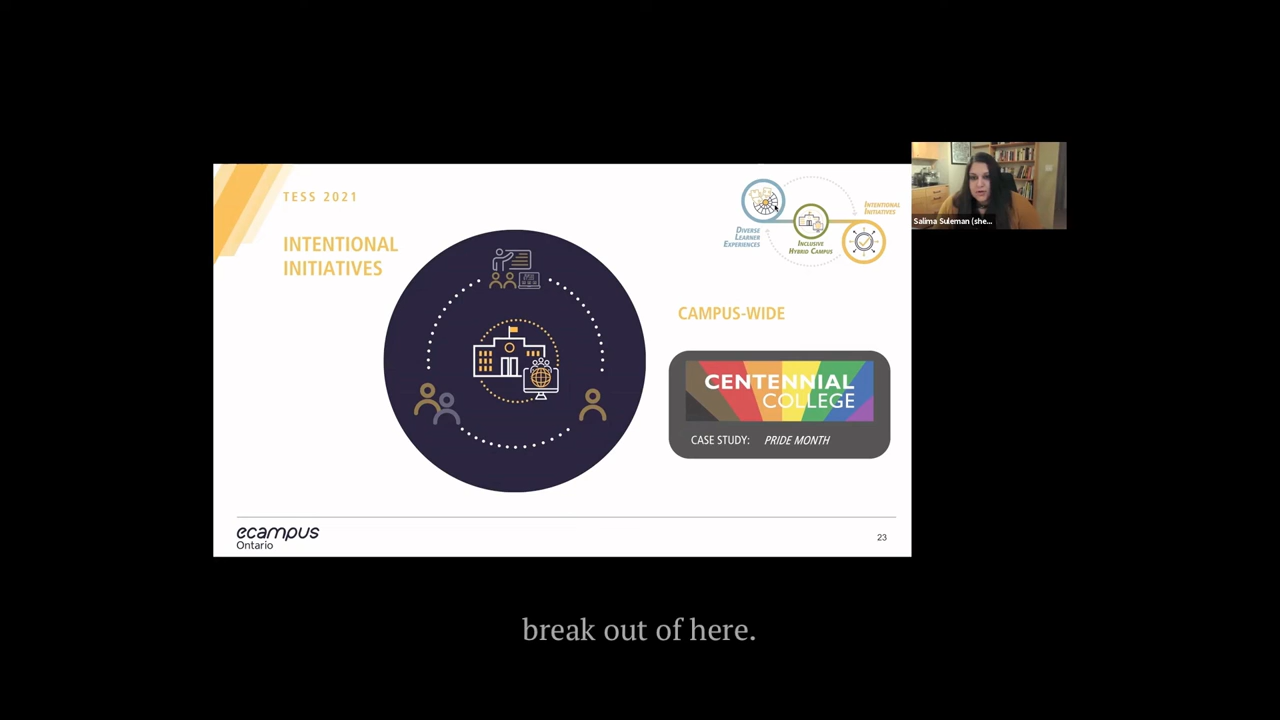 TESS 2021
INTENTIONAL
INITIATIVES
DIVERSE
LEARNER
EXPERIENCES
INCLUSIVE
HYBRID CAMPUS
INTENTIONAL
INITIATIVES
Salima Suleman (she...
CAMPUS-WIDE
CENTENNIAL
COLLEGE
CASE STUDY: PRIDE MONTH
ecampus
Ontario
23
break out of here.